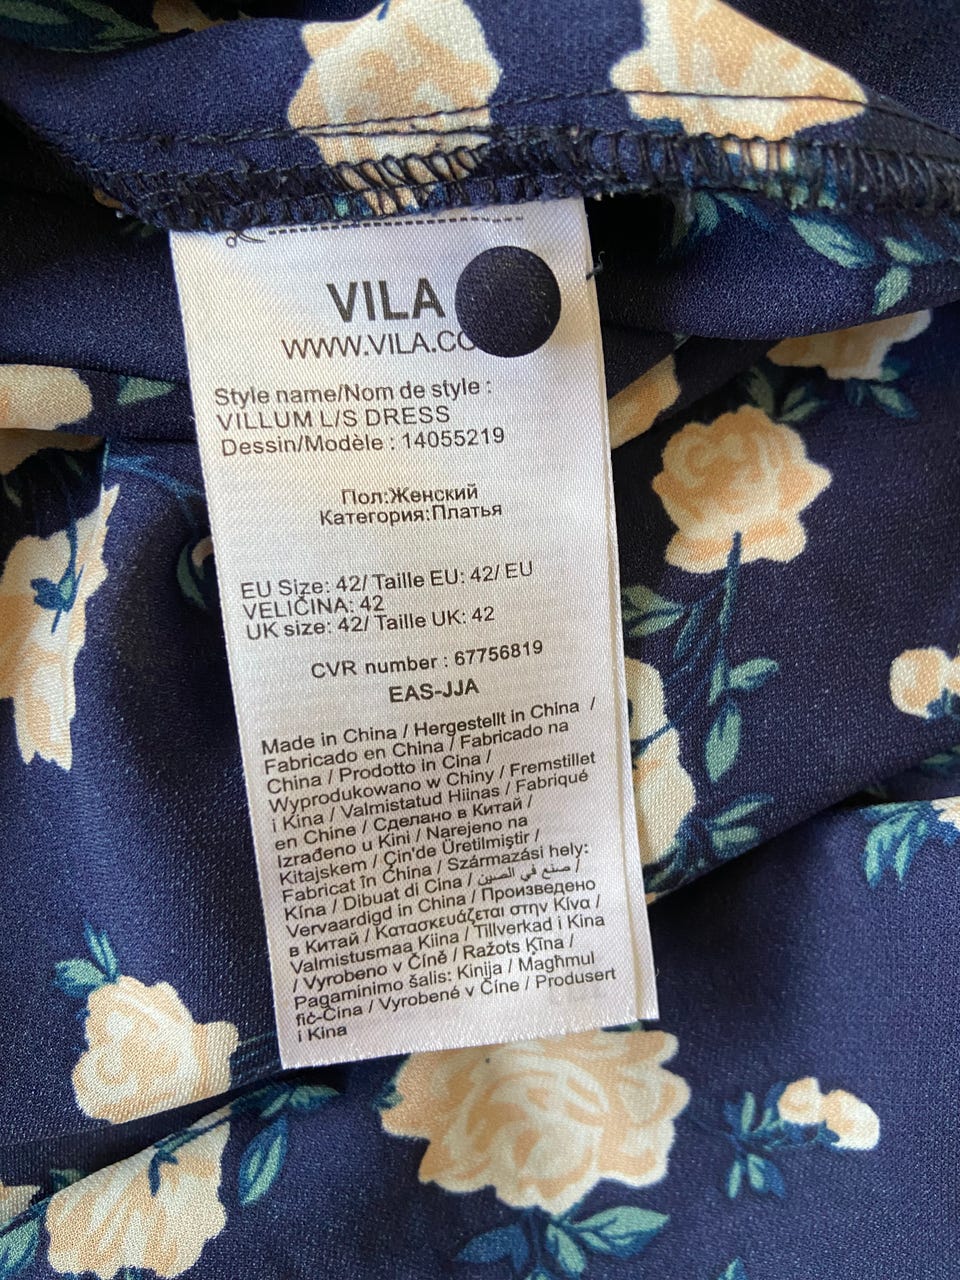 VILA
WWW.VILA.CO
Style name/Nom de style :
VILLUM L/S DRESS
Dessin/Modèle : 14055219
Пол:Женский
Категория:Платья
EU Size: 42/ Taille EU: 42/ EU
VELIČINA: 42
UK size: 42/ Taille UK: 42
CVR number : 67756819
EAS-JJA
Made in China / Hergestellt in China /
Fabricado en China / Fabricado na
China / Prodotto in Cina /
Wyprodukowano w Chiny / Fremstillet
i Kina / Valmistatud Hiinas / Fabriqué
en Chine / Сделано в Китай /
Izrađeno u Kini / Narejeno na
Kitajskem / Çin'de Üretilmiştir /
Fabricat în China / Származási hely:
Kína / Dibuat di Cina / صنع في الصين /
Vervaardigd in China / Произведено
в Китай / Κατασκευάζεται στην Κίνα /
Valmistusmaa Kiina / Tillverkad i Kina
/ Vyrobeno v Číně / Ražots Ķīna /
Pagaminimo šalis: Kinija / Magħmul
fiċ-Ċina / Vyrobené v Číne / Produsert
i Kina